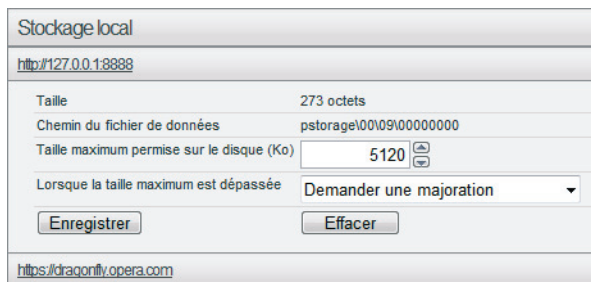 Stockage local
http://127.0.0.1:8888
Taille 273 octets
Chemin du fichier de données pstorage\00\09\00000000
Taille maximum permise sur le disque (Ko) 5120
Lorsque la taille maximum est dépassée Demander une majoration
Enregistrer Effacer
https://dragonfly.opera.com